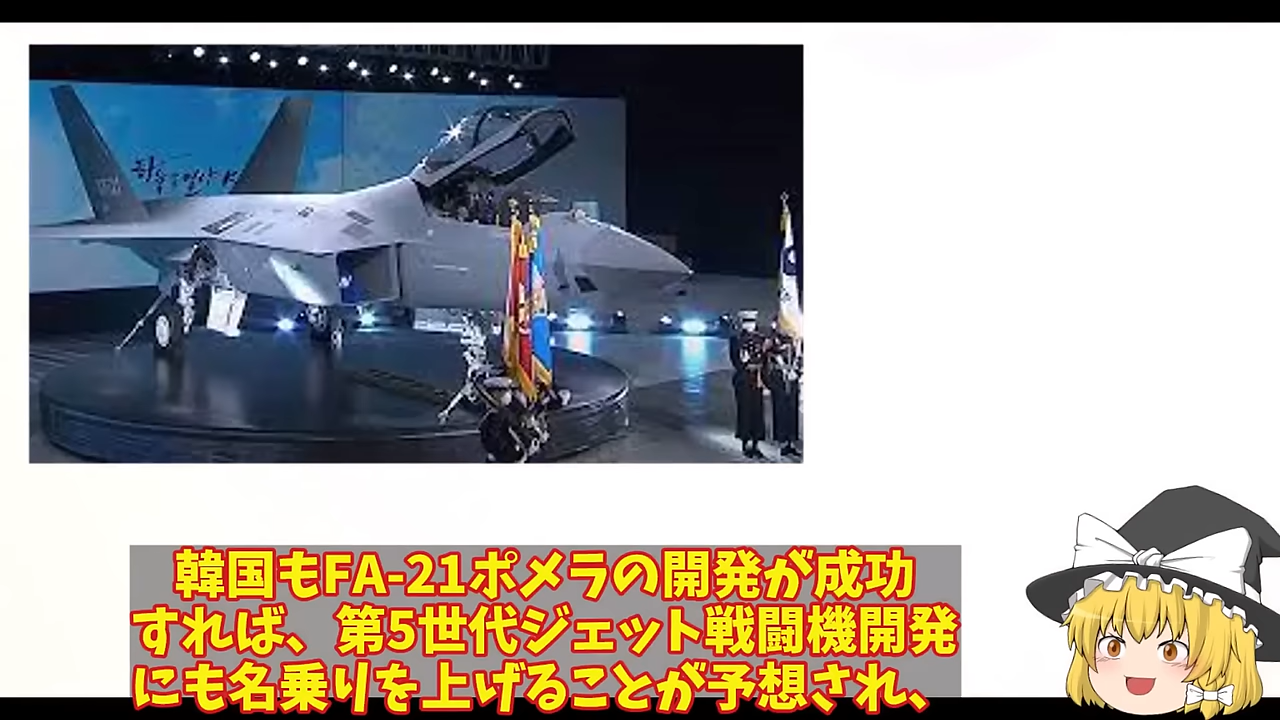 韓国もFA-21ポメラの開発が成功
すれば、第5世代ジェット戦闘機開発
にも名乗りを上げることが予想され、